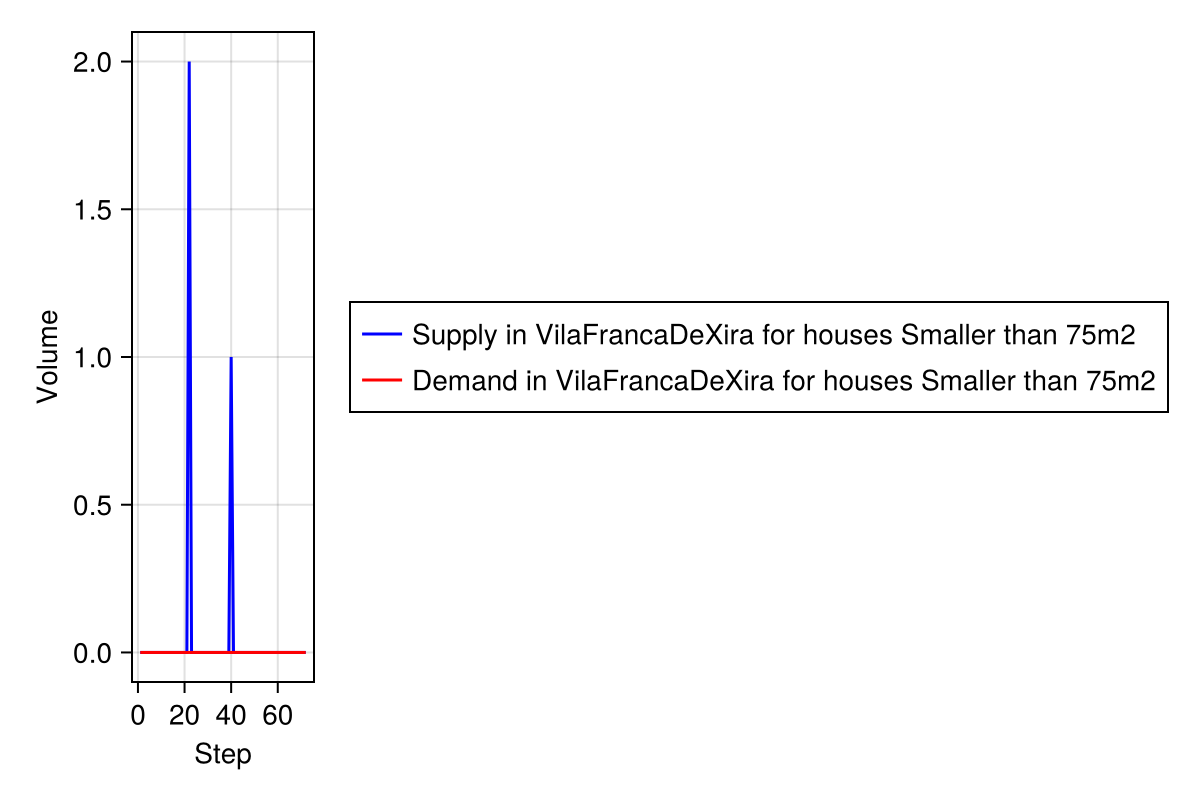 2.0
1.5
1.0
0.5
0.0
Volume
0 20 40 60
Step
Supply in VilaFrancaDeXira for houses Smaller than 75m2
Demand in VilaFrancaDeXira for houses Smaller than 75m2